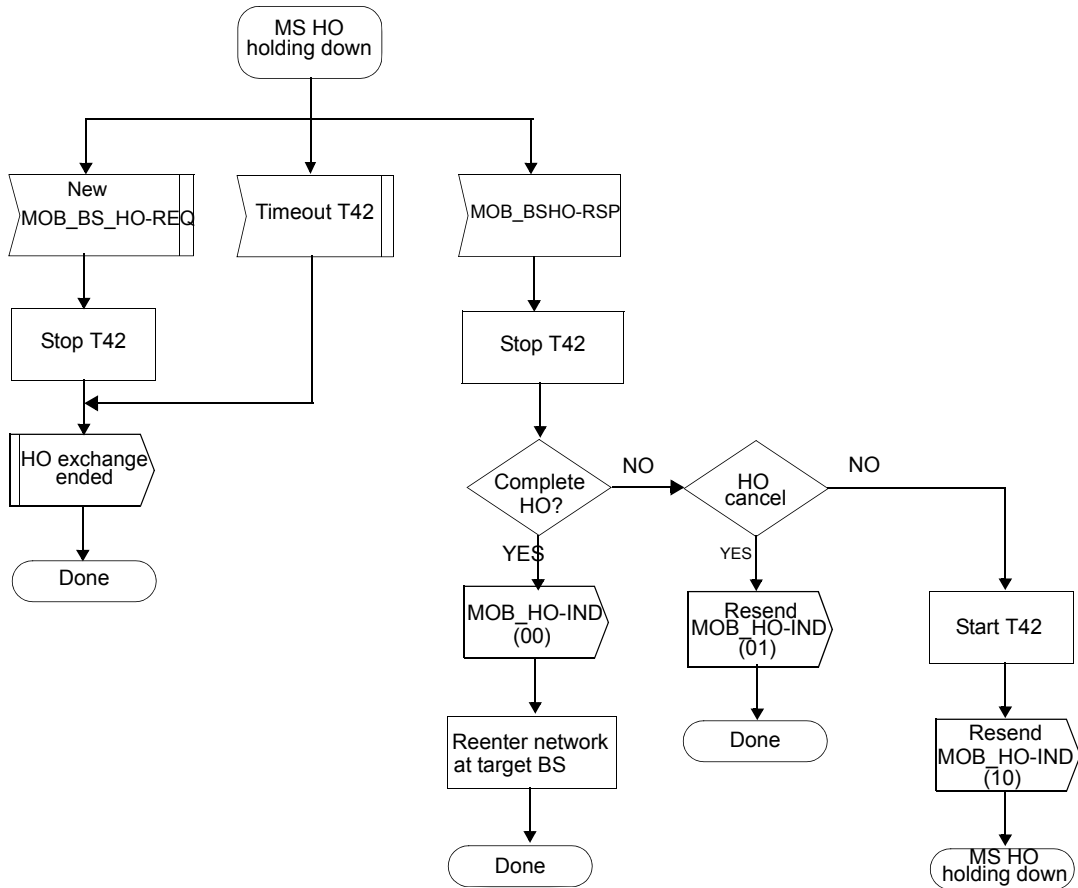 MS HO
holding down
New
MOB_BS_HO-REQ
Timeout T42
MOB_BSHO-RSP
Stop T42
Stop T42
HO exchange
ended
Done
Complete
HO?
NO
HO
cancel
NO
YES
YES
MOB_HO-IND
(00)
Resend
MOB_HO-IND
(01)
Start T42
Reenter network
at target BS
Done
Resend
MOB_HO-IND
(10)
Done
MS HO
holding down